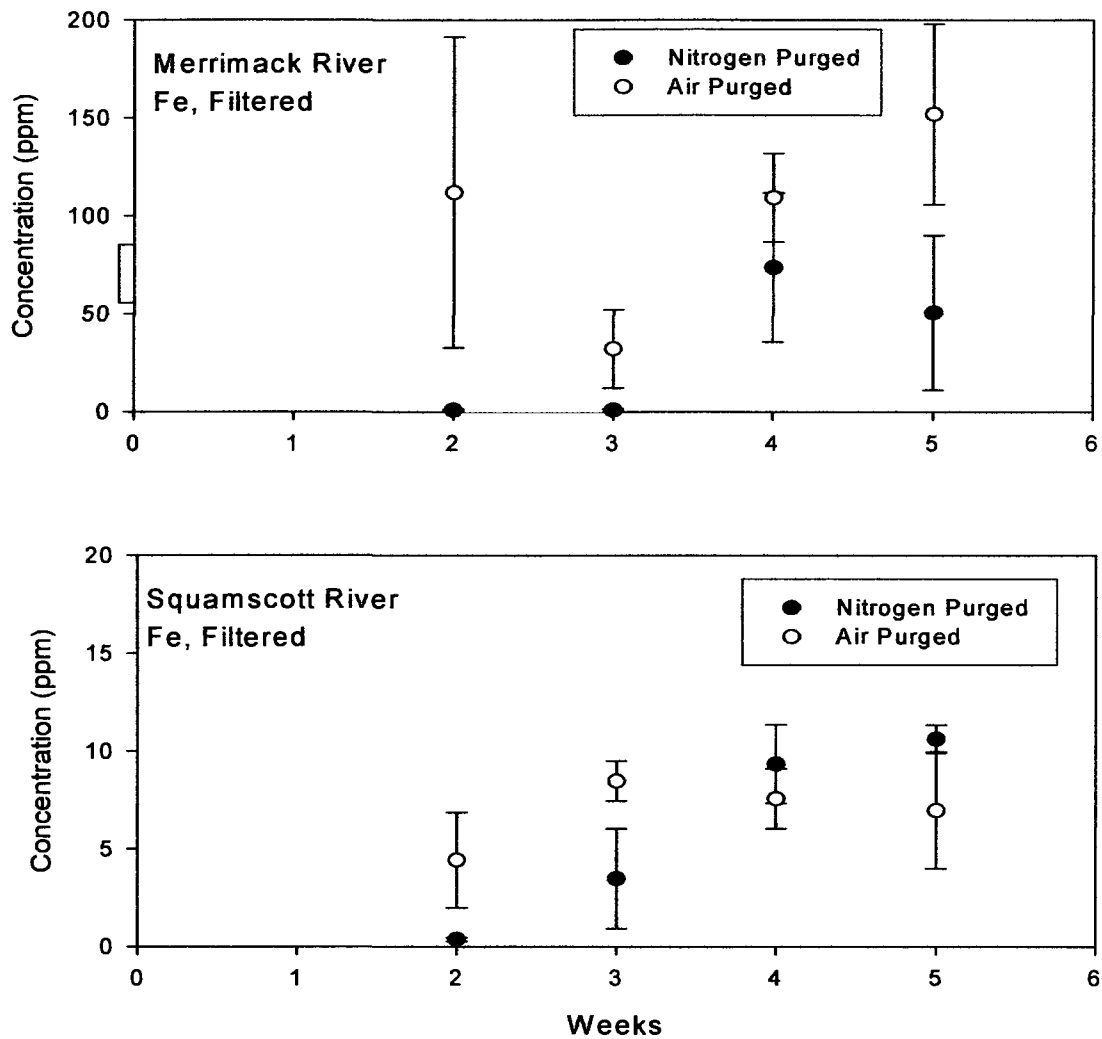 200
150
100
50
0
Concentration (ppm)
Merrimack River
Fe, Filtered
Nitrogen Purged
Air Purged
0 1 2 3 4 5 6
20
15
10
5
0
Concentration (ppm)
Squamscott River
Fe, Filtered
Nitrogen Purged
Air Purged
0 1 2 3 4 5 6
Weeks